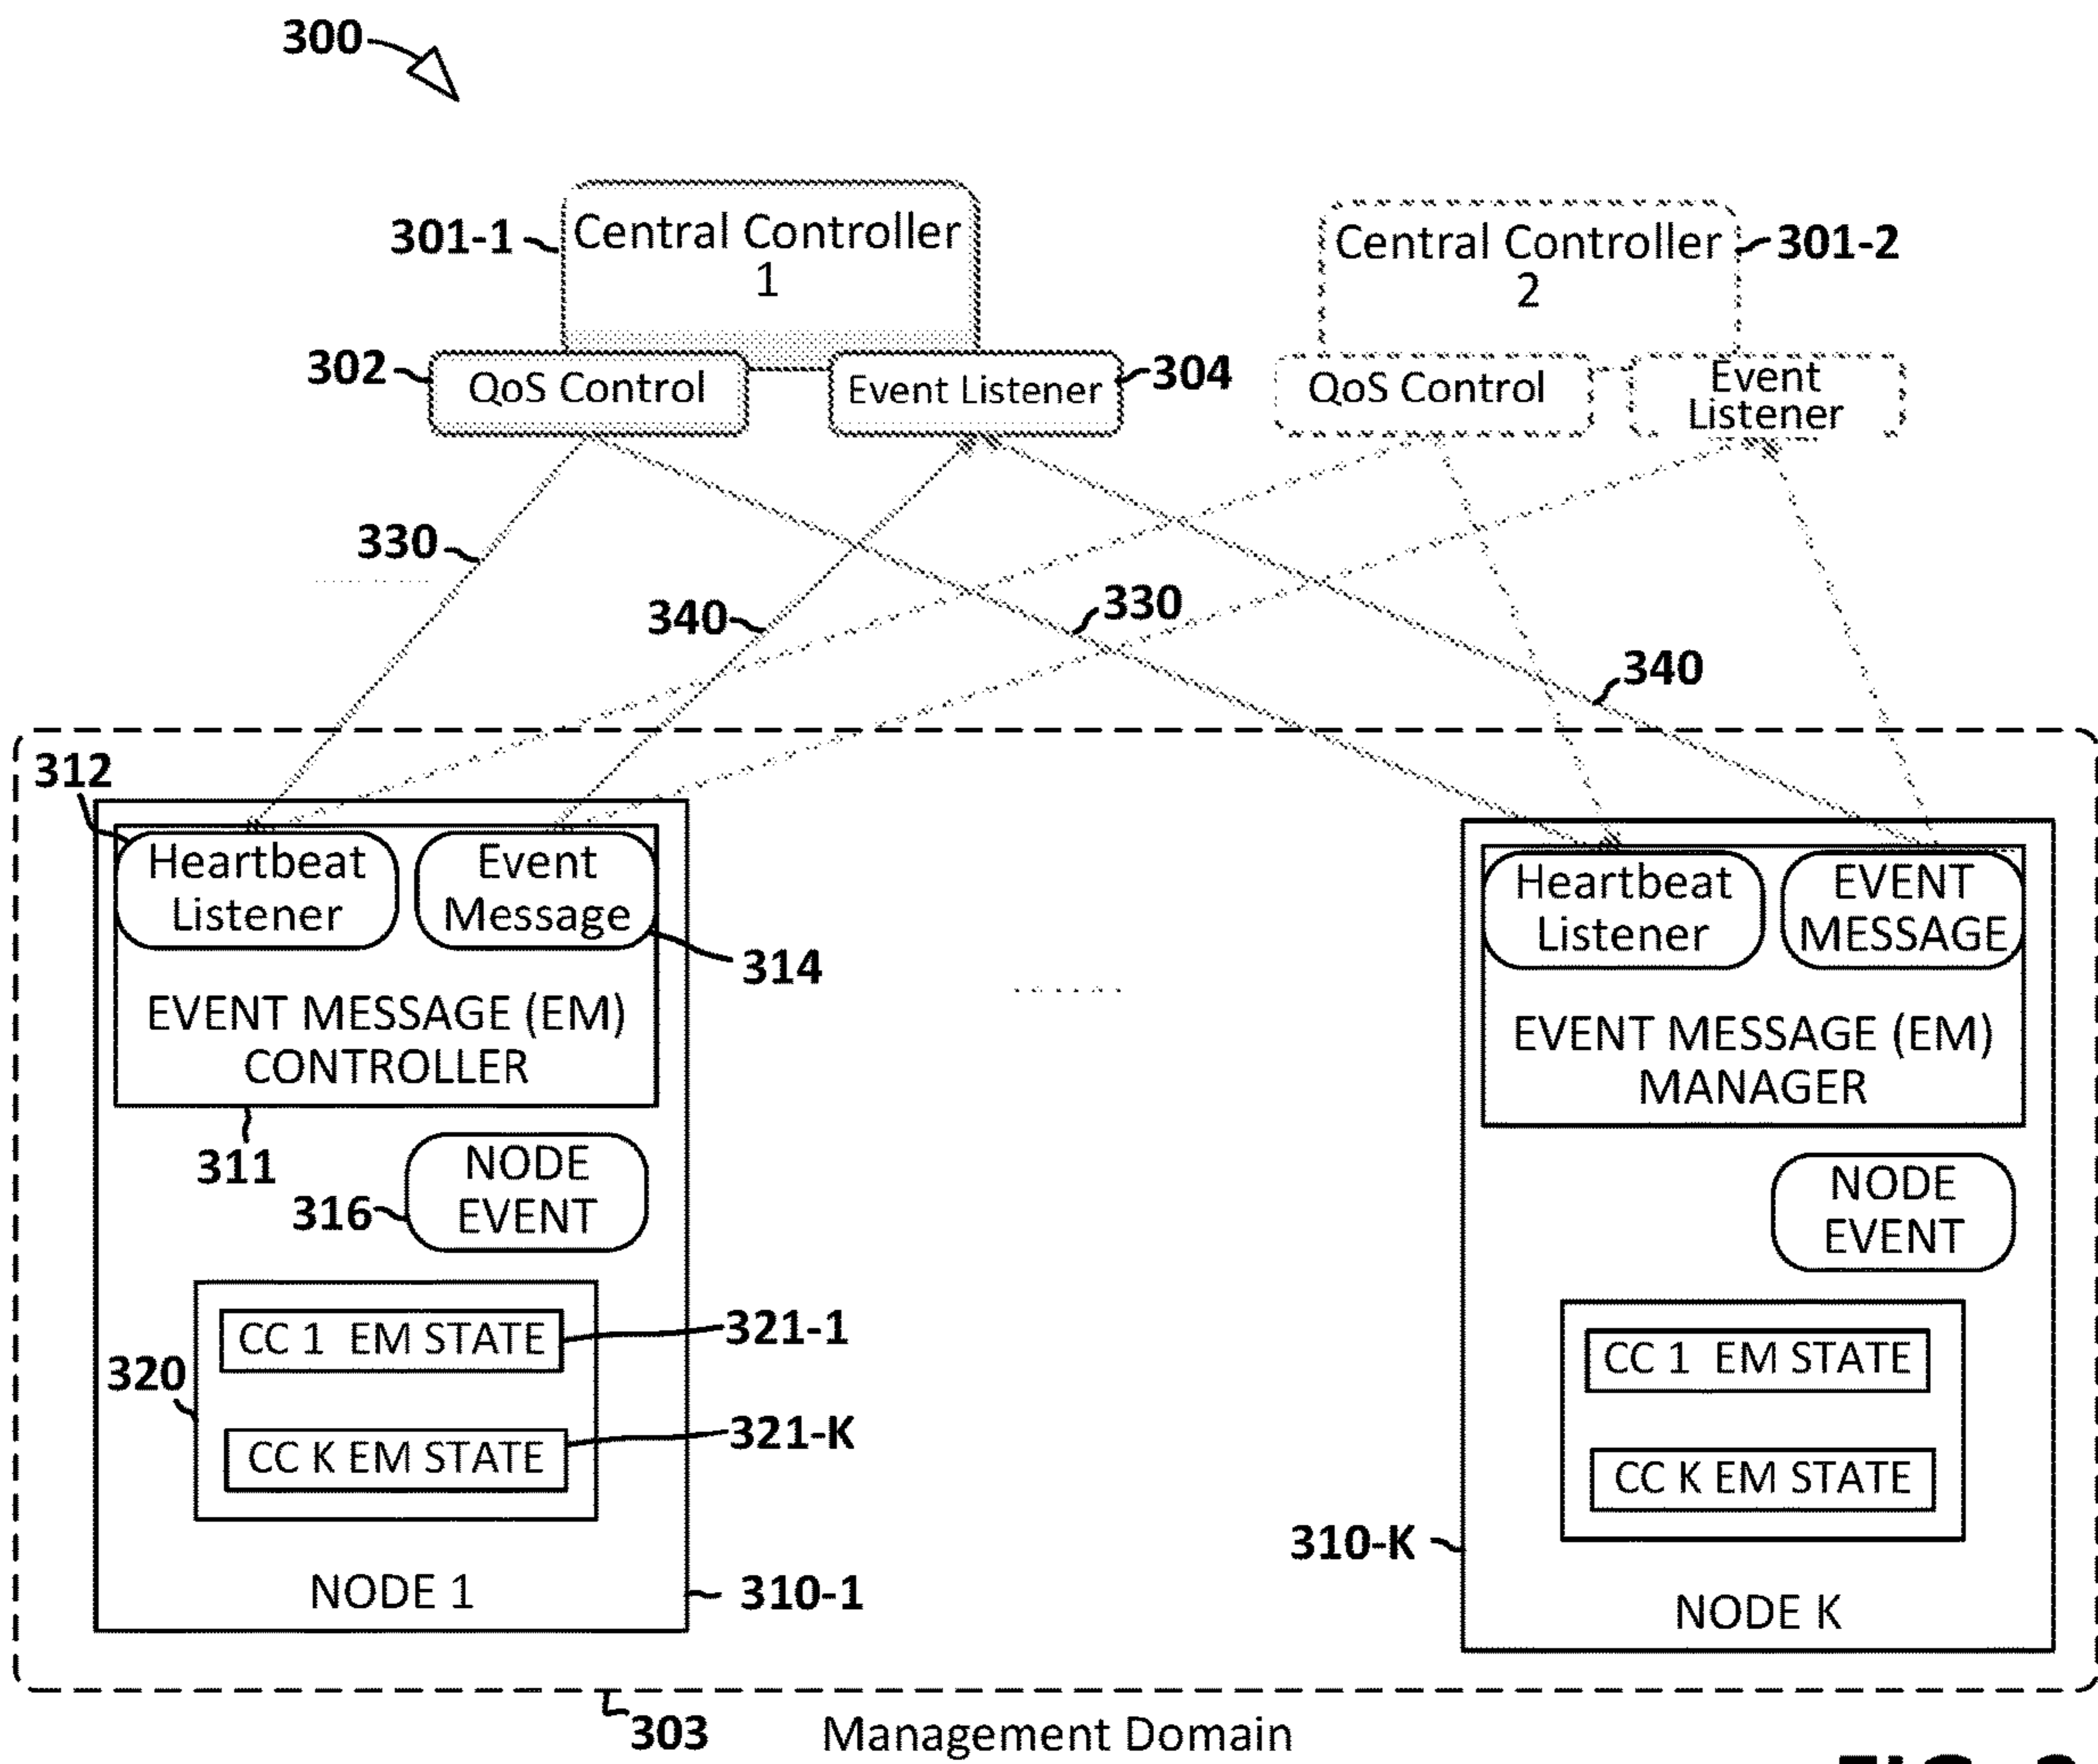 300
301-1
Central Controller
1
Central Controller
2
301-2
302
QoS Control
Event Listener
304
QoS Control
Event
Listener
330
340
330
340
312
Heartbeat
Listener
Event
Message
314
EVENT MESSAGE (EM)
CONTROLLER
311
NODE
EVENT
316
CC 1 EM STATE
321-1
320
CC K EM STATE
321-K
NODE 1
310-1
Heartbeat
Listener
EVENT
MESSAGE
EVENT MESSAGE (EM)
MANAGER
NODE
EVENT
CC 1 EM STATE
CC K EM STATE
310-K
NODE K
303
Management Domain